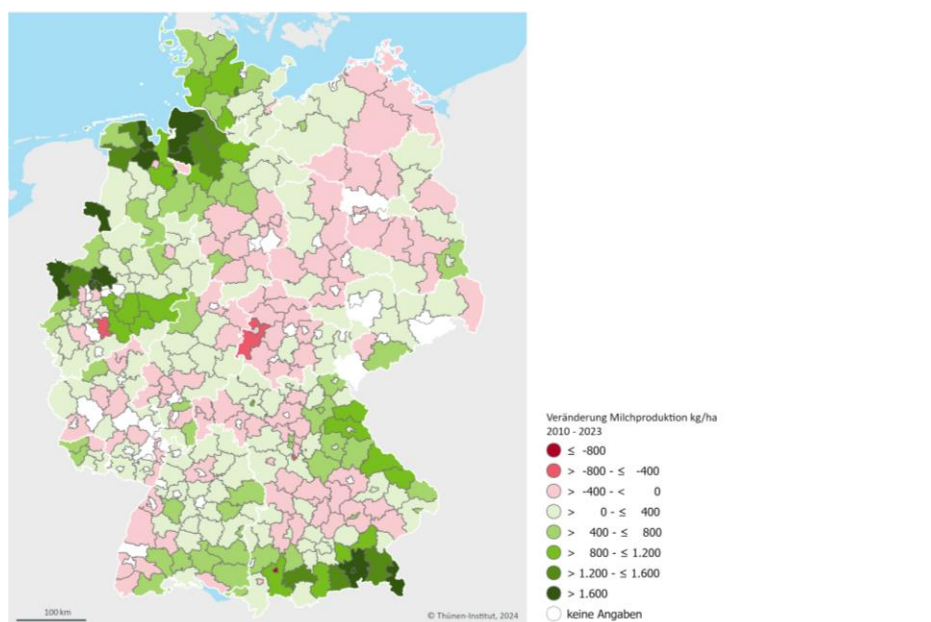 Veränderung Milchproduktion kg/ha
2010 - 2023
≤ -800
> -800 - ≤ -400
> -400 - < 0
> 0 - ≤ 400
> 400 - ≤ 800
> 800 - ≤ 1.200
> 1.200 - ≤ 1.600
> 1.600
keine Angaben
100 km
© Thünen-Institut, 2024